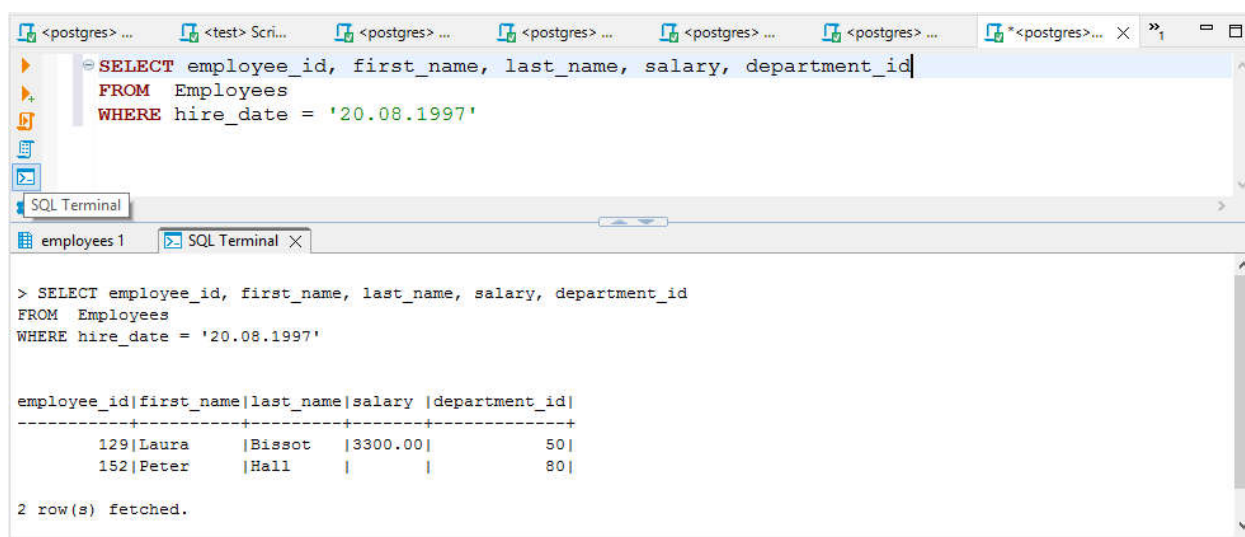 <postgres> ... <test> Scri... <postgres> ... <postgres> ... <postgres> ... <postgres> ... *<postgres>... »1
SELECT employee_id, first_name, last_name, salary, department_id
FROM  Employees
WHERE hire_date = '20.08.1997'
SQL Terminal
employees 1 SQL Terminal
> SELECT employee_id, first_name, last_name, salary, department_id
FROM  Employees
WHERE hire_date = '20.08.1997'
employee_id|first_name|last_name|salary |department_id|
-----------+----------+---------+-------+-------------+
        129|Laura     |Bissot   |3300.00|           50|
        152|Peter     |Hall     |       |           80|
2 row(s) fetched.